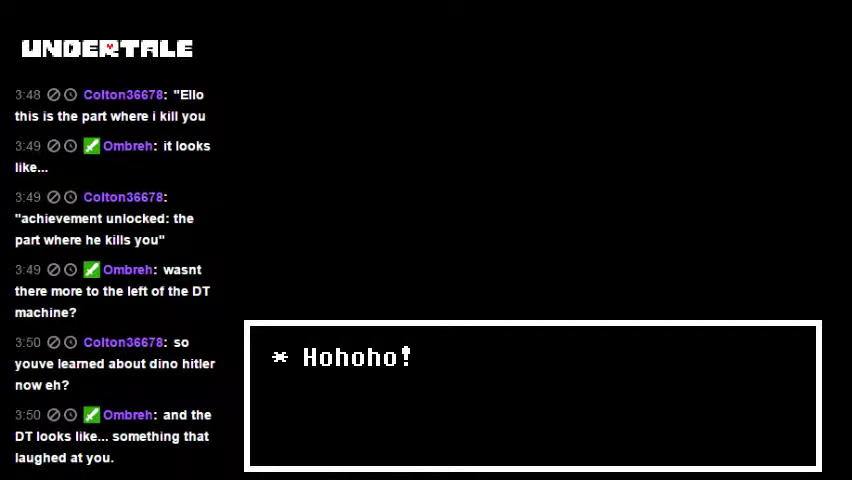 UNDERTALE
3:48 Colton36678: "Ello
this is the part where i kill you
3:49 Ombreh: it looks
like...
3:49 Colton36678:
"achievement unlocked: the
part where he kills you"
3:49 Ombreh: wasnt
there more to the left of the DT
machine?
3:50 Colton36678: so
youve learned about dino hitler
now eh?
3:50 Ombreh: and the
DT looks like... something that
laughed at you.
* Hohoho!